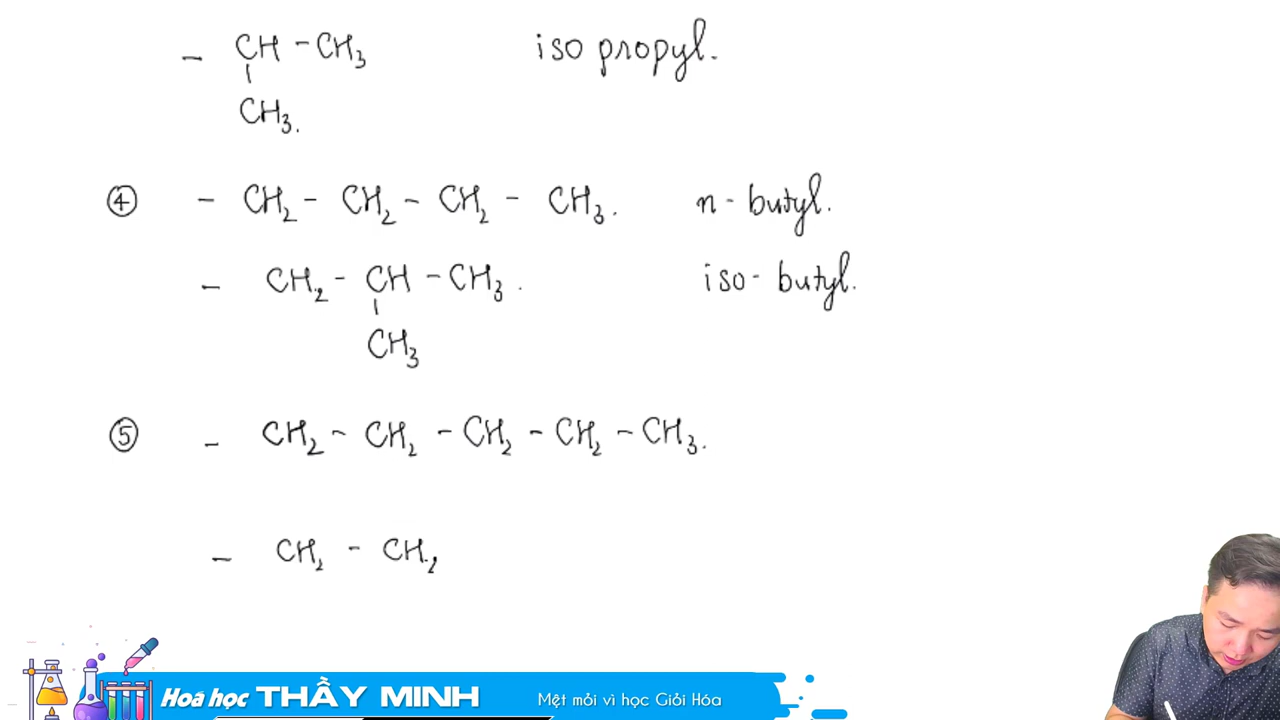 - CH - CH₃ iso propyl.
|
CH₃.
④ - CH₂ - CH₂ - CH₂ - CH₃. n - butyl.
- CH₂ - CH - CH₃. iso - butyl.
|
CH₃
⑤ - CH₂ - CH₂ - CH₂ - CH₂ - CH₃.
- CH₂ - CH₂
Hoá học THẦY MINH Mệt mỏi vì học Giỏi Hóa